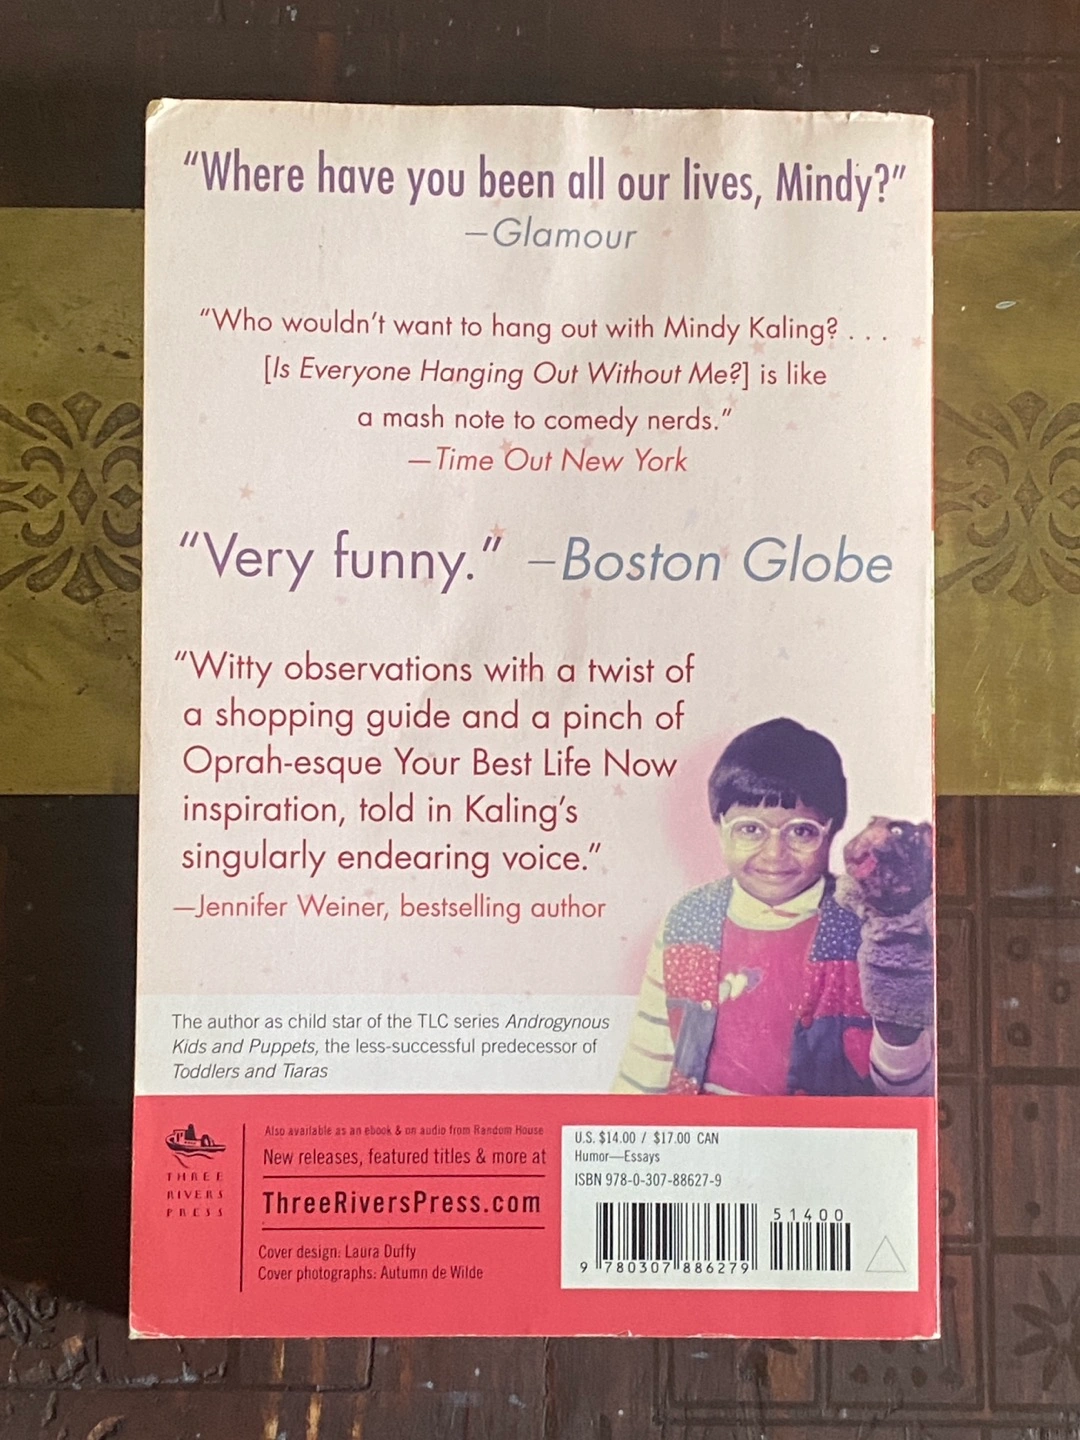 “Where have you been all our lives, Mindy?”
—Glamour
“Who wouldn’t want to hang out with Mindy Kaling? . . .
[Is Everyone Hanging Out Without Me?] is like
a mash note to comedy nerds.”
—Time Out New York
“Very funny.” —Boston Globe
“Witty observations with a twist of
a shopping guide and a pinch of
Oprah-esque Your Best Life Now
inspiration, told in Kaling’s
singularly endearing voice.”
—Jennifer Weiner, bestselling author
The author as child star of the TLC series Androgynous
Kids and Puppets, the less-successful predecessor of
Toddlers and Tiaras
THREE
RIVERS
PRESS
Also available as an ebook & on audio from Random House
New releases, featured titles & more at
ThreeRiversPress.com
Cover design: Laura Duffy
Cover photographs: Autumn de Wilde
U.S. $14.00 / $17.00 CAN
Humor—Essays
ISBN 978-0-307-88627-9
51400
9 780307 886279